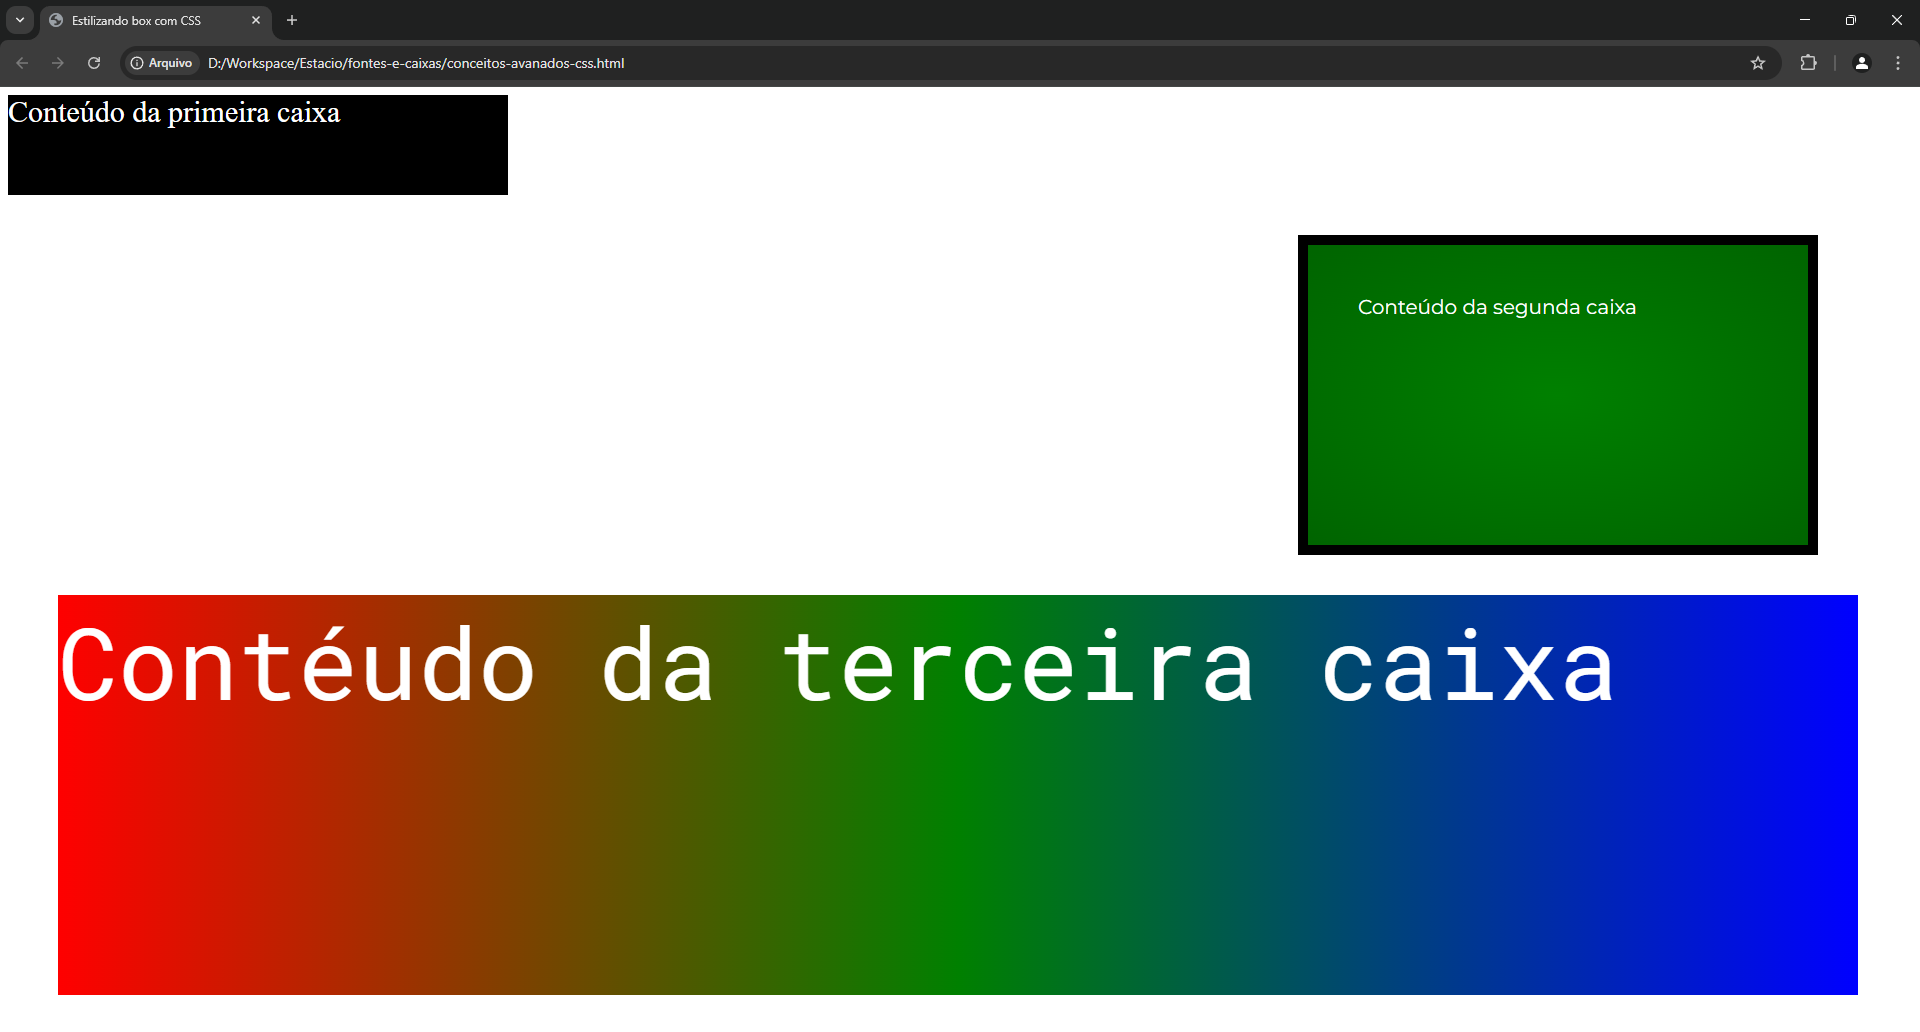 Estilizando box com CSS
Arquivo D:/Workspace/Estacio/fontes-e-caixas/conceitos-avanados-css.html
Conteúdo da primeira caixa
Conteúdo da segunda caixa
Contéudo da terceira caixa